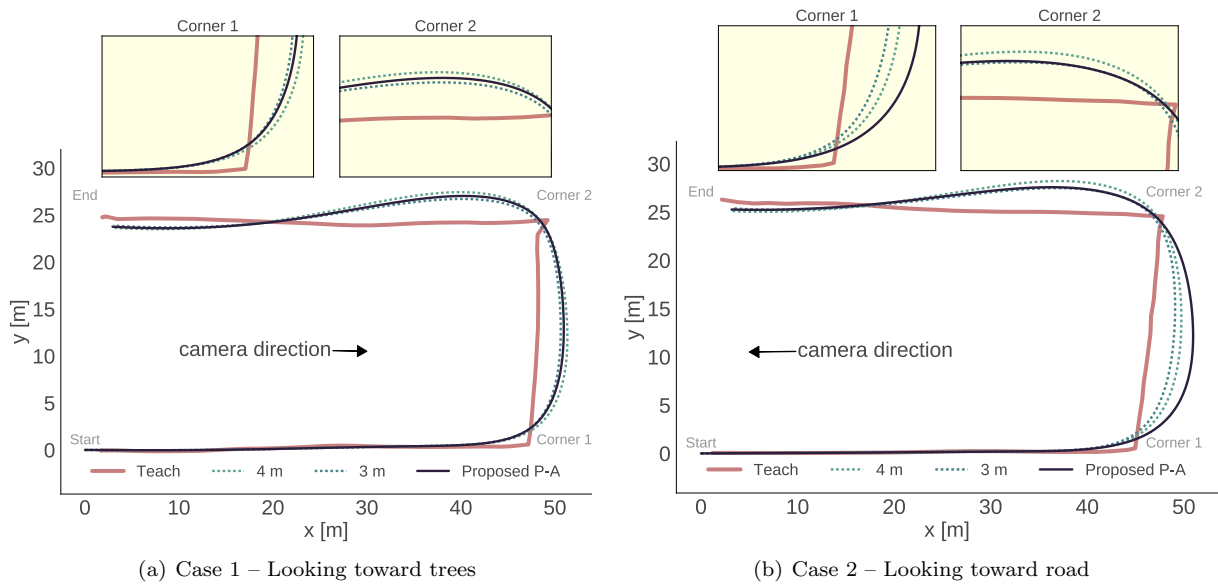 Corner 1
Corner 2
30
End
Corner 2
25
20
15
y [m]
camera direction
10
5
Start
Corner 1
0
Teach
4 m
3 m
Proposed P-A
0
10
20
30
40
50
x [m]
(a) Case 1 – Looking toward trees
Corner 1
Corner 2
30
End
Corner 2
25
20
15
y [m]
camera direction
10
5
Start
Corner 1
0
Teach
4 m
3 m
Proposed P-A
0
10
20
30
40
50
x [m]
(b) Case 2 – Looking toward road